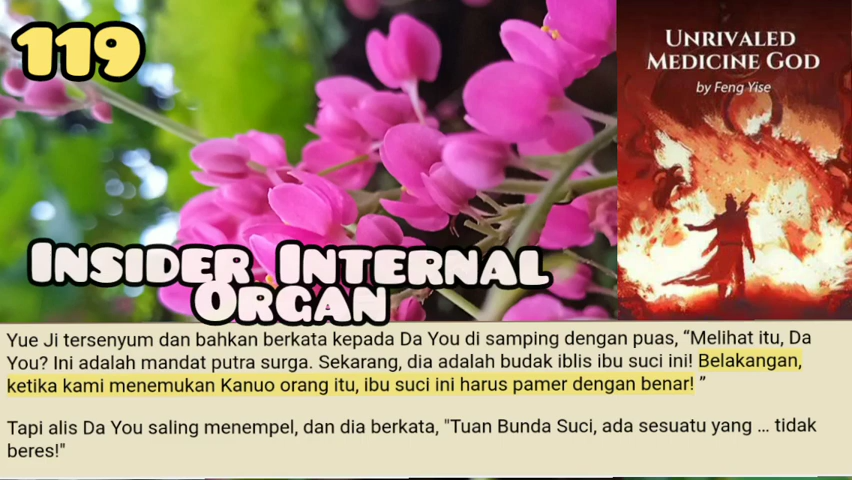 119
UNRIVALED
MEDICINE GOD
by Feng Yise
INSIDER INTERNAL
ORGAN
Yue Ji tersenyum dan bahkan berkata kepada Da You di samping dengan puas, “Melihat itu, Da
You? Ini adalah mandat putra surga. Sekarang, dia adalah budak iblis ibu suci ini! Belakangan,
ketika kami menemukan Kanuo orang itu, ibu suci ini harus pamer dengan benar! ”
Tapi alis Da You saling menempel, dan dia berkata, "Tuan Bunda Suci, ada sesuatu yang ... tidak
beres!"